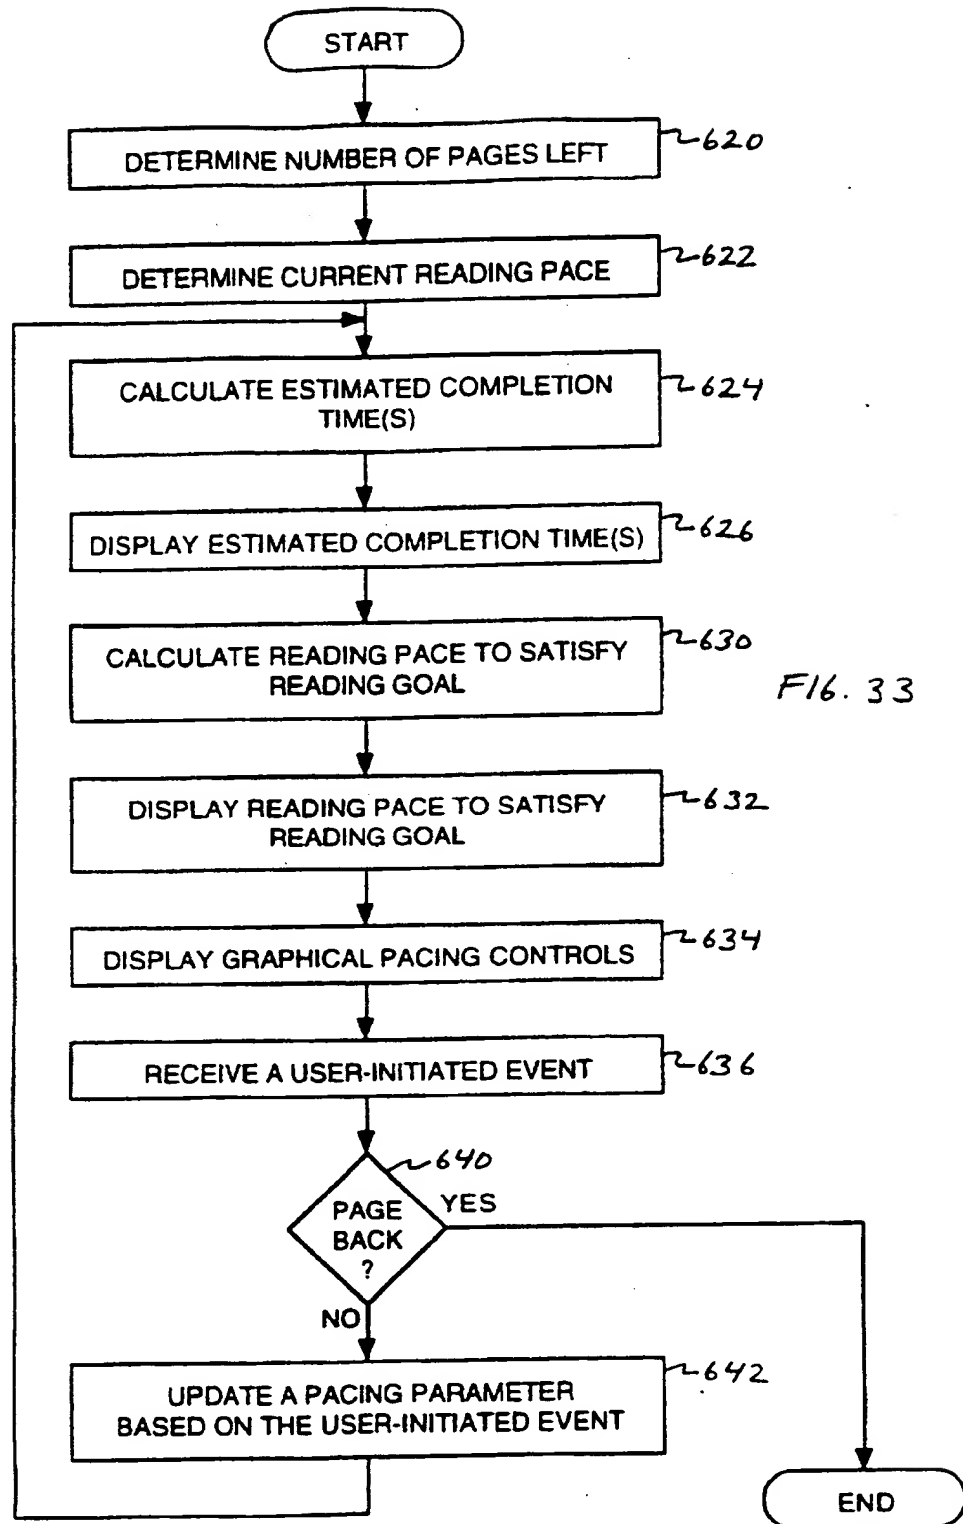 START
DETERMINE NUMBER OF PAGES LEFT
620
DETERMINE CURRENT READING PACE
622
CALCULATE ESTIMATED COMPLETION
TIME(S)
624
DISPLAY ESTIMATED COMPLETION TIME(S)
626
CALCULATE READING PACE TO SATISFY
READING GOAL
630
FIG. 33
DISPLAY READING PACE TO SATISFY
READING GOAL
632
DISPLAY GRAPHICAL PACING CONTROLS
634
RECEIVE A USER-INITIATED EVENT
636
640
PAGE
BACK
?
YES
NO
UPDATE A PACING PARAMETER
BASED ON THE USER-INITIATED EVENT
642
END